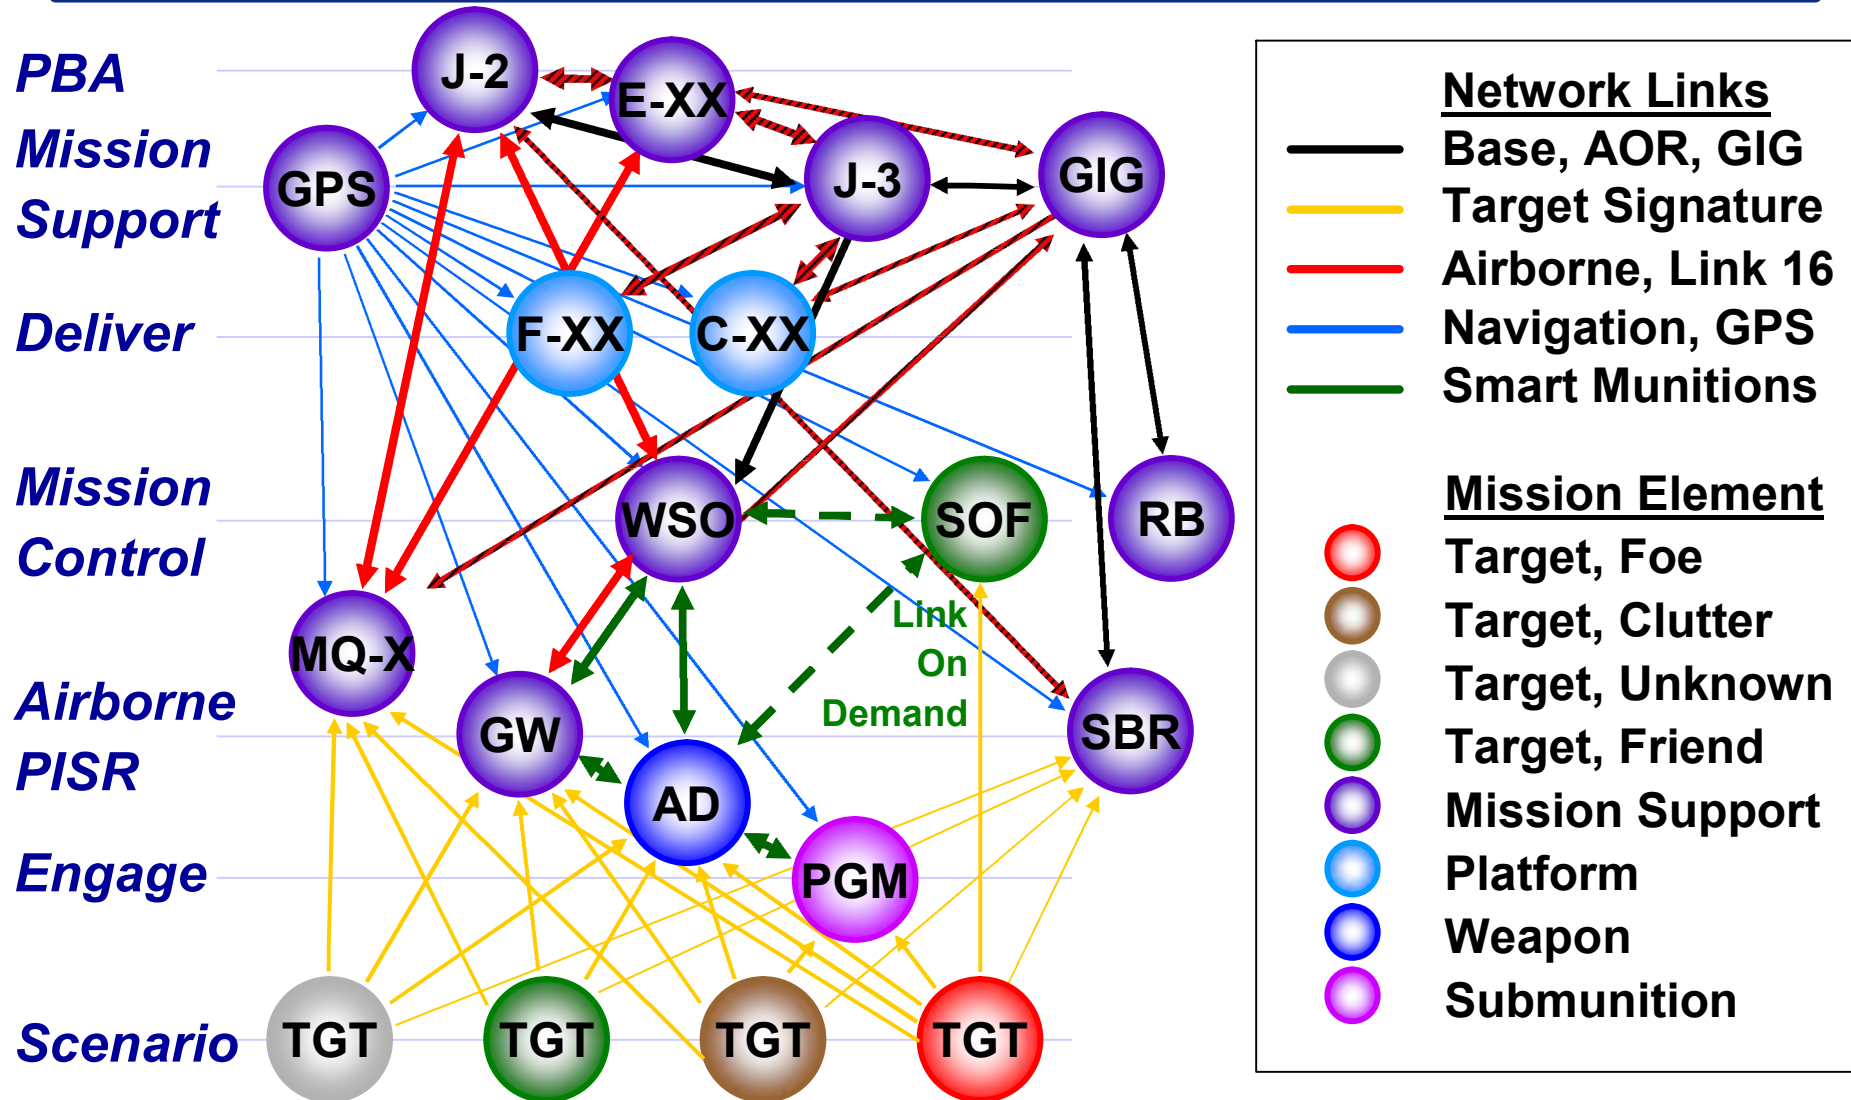 PBA
Mission
Support
Deliver
Mission
Control
Airborne
PISR
Engage
Scenario
J-2
E-XX
J-3
GIG
GPS
F-XX
C-XX
WSO
SOF
RB
MQ-X
GW
AD
SBR
PGM
Link
On
Demand
TGT
TGT
TGT
TGT
Network Links
Base, AOR, GIG
Target Signature
Airborne, Link 16
Navigation, GPS
Smart Munitions
Mission Element
Target, Foe
Target, Clutter
Target, Unknown
Target, Friend
Mission Support
Platform
Weapon
Submunition